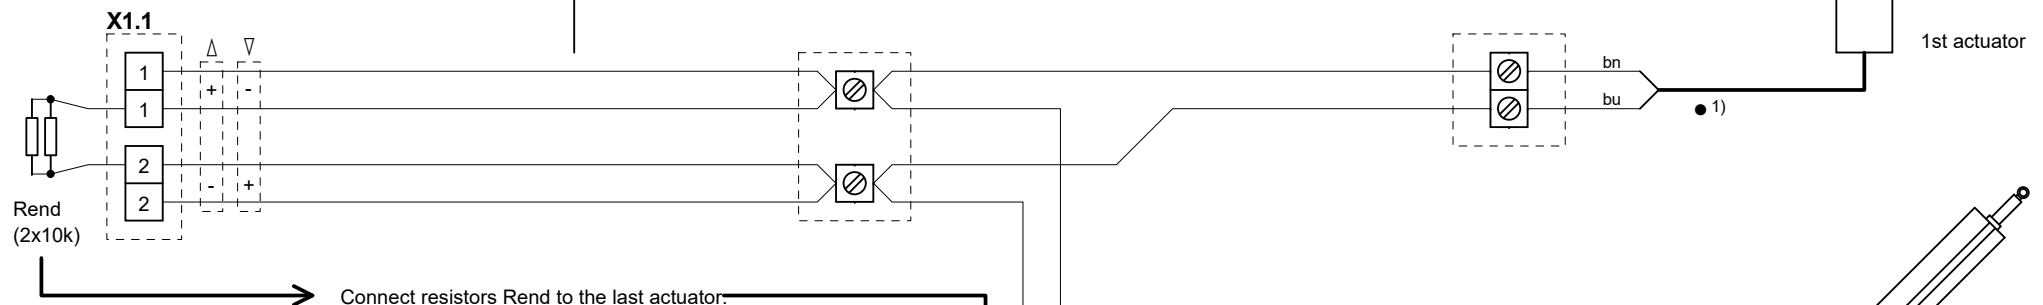 X1.1
1st actuator
1
+ -
bn
1
bu
1)
2
- +
2
Rend
(2x10k)
Connect resistors Rend to the last actuator.